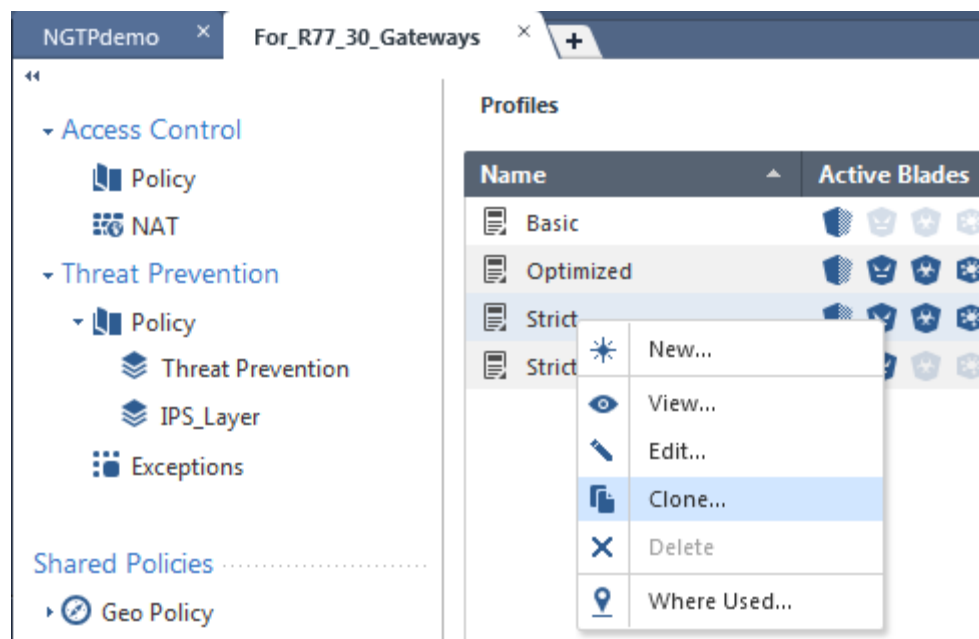 NGTPdemo
For_R77_30_Gateways
Access Control
Policy
NAT
Threat Prevention
Policy
Threat Prevention
IPS_Layer
Exceptions
Shared Policies
Geo Policy
Profiles
Name Active Blades
Basic
Optimized
Strict
Strict
New...
View...
Edit...
Clone...
Delete
Where Used...